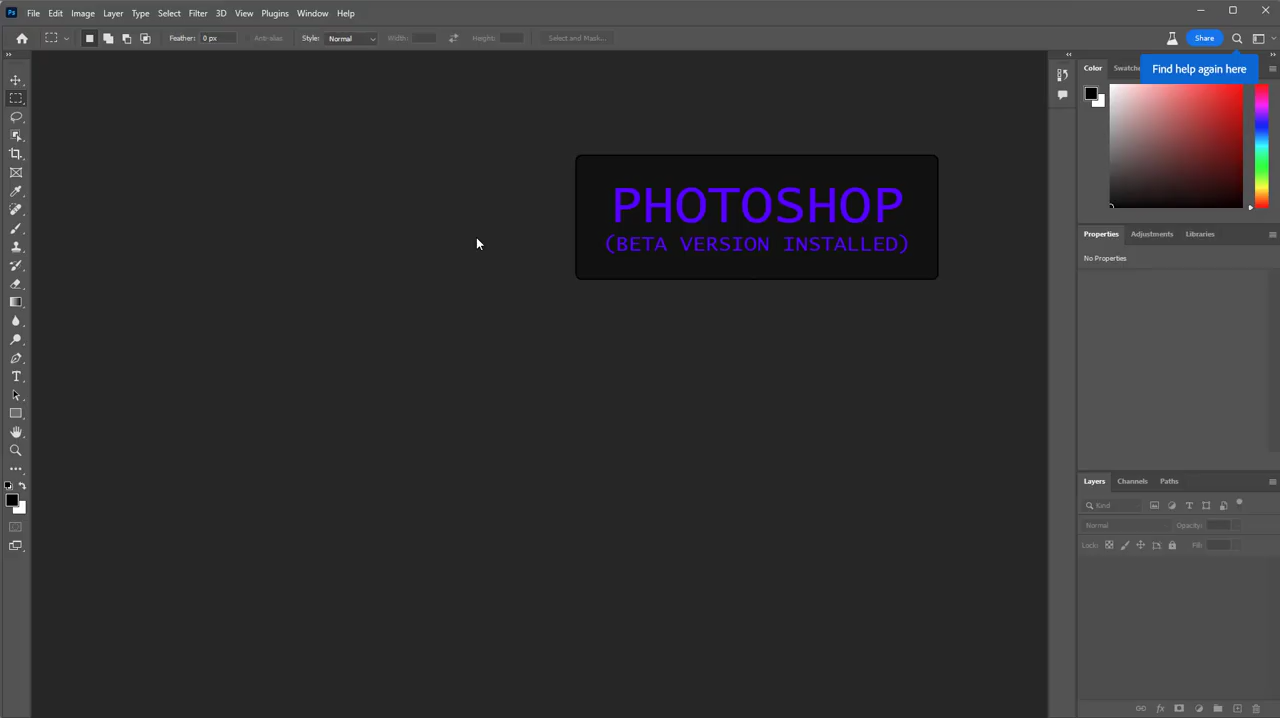 Ps File Edit Image Layer Type Select Filter 3D View Plugins Window Help
Feather: 0 px Anti-alias Style: Normal Width: Height: Select and Mask... Share
Color Swatches
Find help again here
PHOTOSHOP
(BETA VERSION INSTALLED)
Properties Adjustments Libraries
No Properties
Layers Channels Paths
Kind
Normal Opacity:
Lock: Fill: